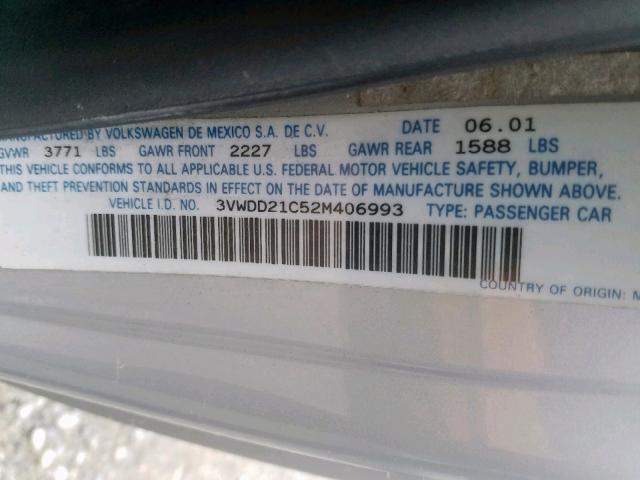 MANUFACTURED BY VOLKSWAGEN DE MEXICO S.A. DE C.V. DATE 06.01
GVWR 3771 LBS GAWR FRONT 2227 LBS GAWR REAR 1588 LBS
THIS VEHICLE CONFORMS TO ALL APPLICABLE U.S. FEDERAL MOTOR VEHICLE SAFETY, BUMPER,
AND THEFT PREVENTION STANDARDS IN EFFECT ON THE DATE OF MANUFACTURE SHOWN ABOVE.
VEHICLE I.D. NO. 3VWDD21C52M406993 TYPE: PASSENGER CAR
COUNTRY OF ORIGIN: M